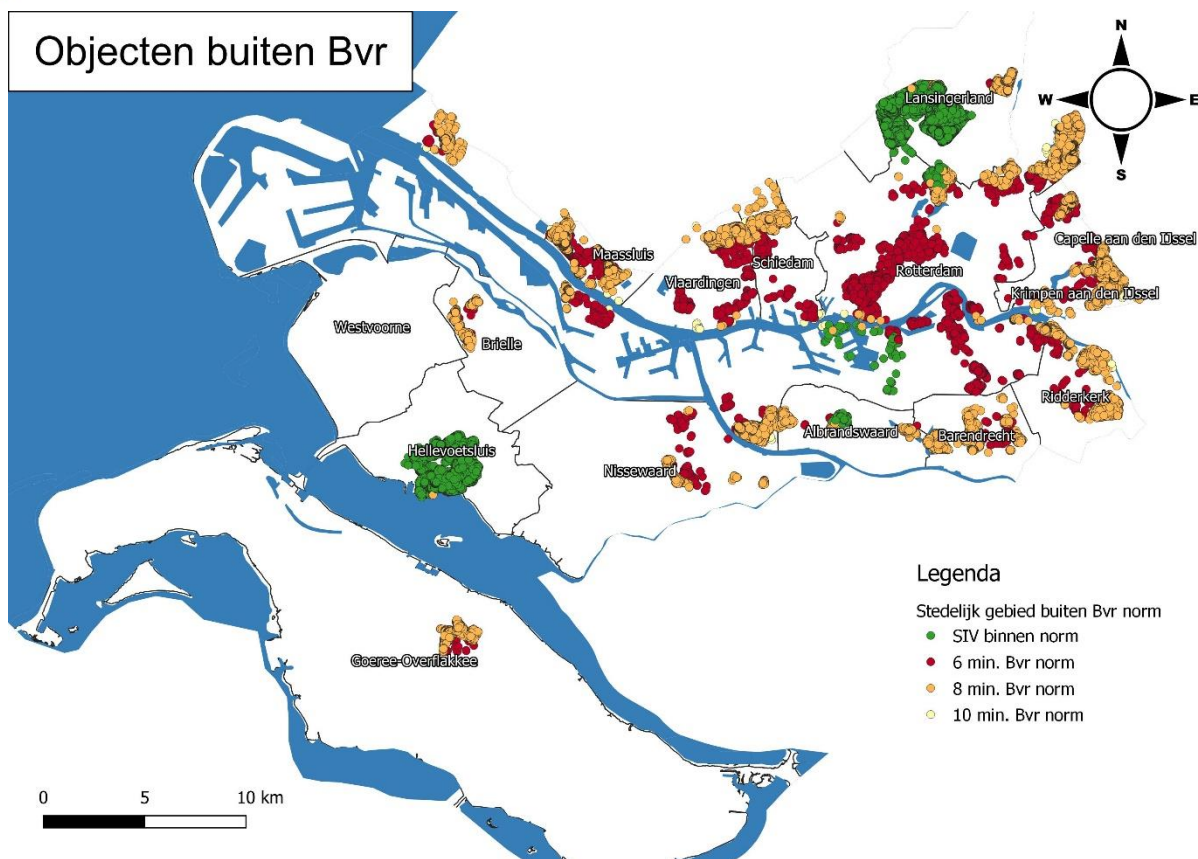 Objecten buiten Bvr
N
W
E
S
Lansingerland
Capelle aan den IJssel
Maassluis
Schiedam
Rotterdam
Vlaardingen
Krimpen aan den IJssel
Westvoorne
Brielle
Ridderkerk
Albrandswaard
Barendrecht
Hellevoetsluis
Nissewaard
Goeree-Overflakkee
Legenda
Stedelijk gebied buiten Bvr norm
SIV binnen norm
6 min. Bvr norm
8 min. Bvr norm
10 min. Bvr norm
0 5 10 km